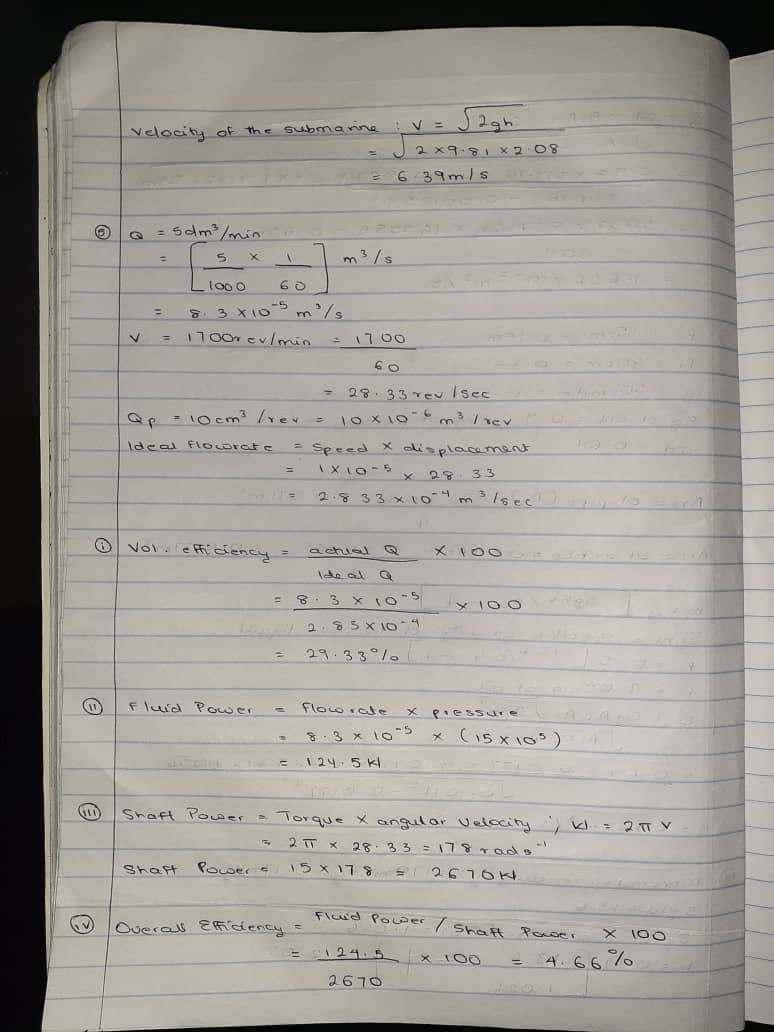 Velocity of the submarine : V = √2gh
= √2 × 9.81 × 2.08
= 6.39m/s
⑤ Q = 5dm³/min
= [5/1000 × 1/60] m³/s
= 8.3 × 10⁻⁵ m³/s
V = 1700rev/min = 1700/60
= 28.33rev/sec
Qp = 10cm³/rev = 10 × 10⁻⁶ m³/rev
Ideal Flowrate = Speed × displacement
= 1 × 10⁻⁵ × 28.33
= 2.833 × 10⁻⁴ m³/sec
ⓘ Vol. efficiency = actual Q / Ideal Q × 100
= 8.3 × 10⁻⁵ / 2.83 × 10⁻⁴ × 100
= 29.33%
ⓘⓘ Fluid Power = flowrate × pressure
= 8.3 × 10⁻⁵ × (15 × 10⁵)
= 124.5W
ⓘⓘⓘ Shaft Power = Torque × angular velocity ; W = 2πV
= 2π × 28.33 = 178 rads⁻¹
Shaft Power = 15 × 178 = 2670W
ⓘⓥ Overall Efficiency = Fluid Power / Shaft Power × 100
= 124.5/2670 × 100 = 4.66%